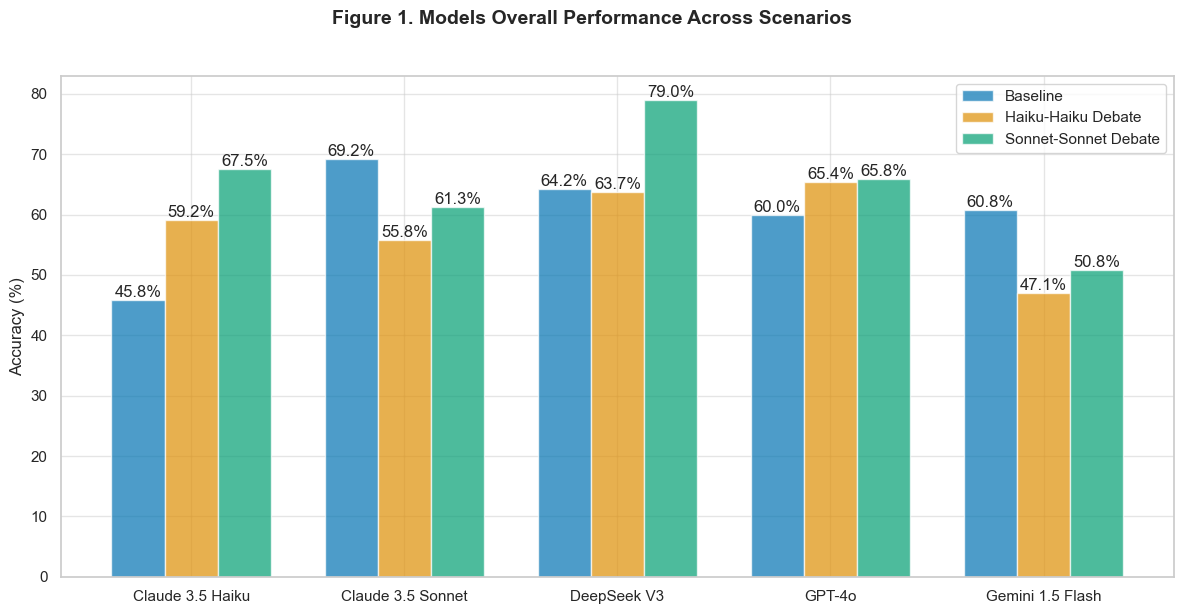 Figure 1. Models Overall Performance Across Scenarios
Baseline
Haiku-Haiku Debate
Sonnet-Sonnet Debate
Accuracy (%)
80
70
60
50
40
30
20
10
0
45.8%
59.2%
67.5%
69.2%
55.8%
61.3%
64.2%
63.7%
79.0%
60.0%
65.4%
65.8%
60.8%
47.1%
50.8%
Claude 3.5 Haiku
Claude 3.5 Sonnet
DeepSeek V3
GPT-4o
Gemini 1.5 Flash